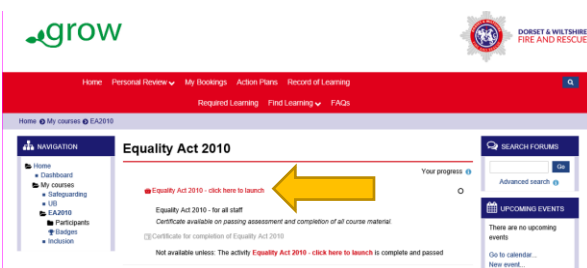 grow
DORSET & WILTSHIRE
FIRE AND RESCUE
Home Personal Review My Bookings Action Plans Record of Learning
Required Learning Find Learning FAQs
Home My courses EA2010
NAVIGATION
Home
Dashboard
My courses
Safeguarding
UB
EA2010
Participants
Badges
Inclusion
Equality Act 2010
Your progress
Equality Act 2010 - click here to launch
Equality Act 2010 - for all staff
Certificate available on passing assessment and completion of all course material.
Certificate for completion of Equality Act 2010
Not available unless: The activity Equality Act 2010 - click here to launch is complete and passed
SEARCH FORUMS
Go
Advanced search
UPCOMING EVENTS
There are no upcoming
events
Go to calendar...
New event...